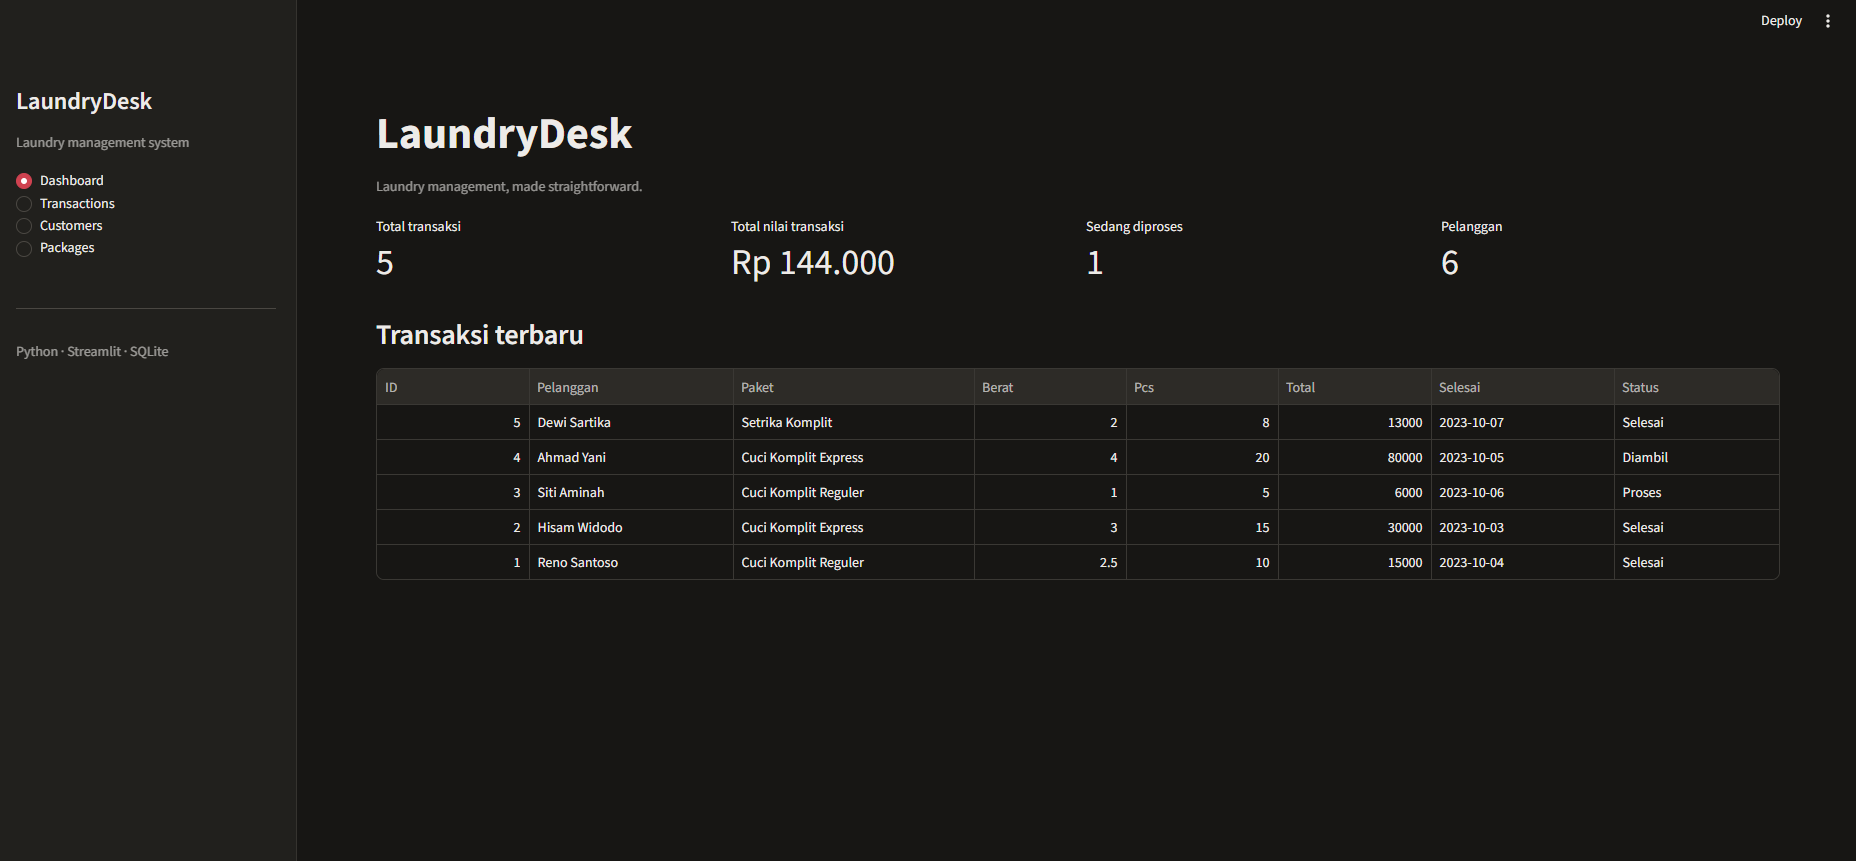 Deploy
LaundryDesk
Laundry management system
Dashboard
Transactions
Customers
Packages
Python · Streamlit · SQLite
LaundryDesk
Laundry management, made straightforward.
Total transaksi Total nilai transaksi Sedang diproses Pelanggan
5 Rp 144.000 1 6
Transaksi terbaru
ID Pelanggan Paket Berat Pcs Total Selesai Status
5 Dewi Sartika Setrika Komplit 2 8 13000 2023-10-07 Selesai
4 Ahmad Yani Cuci Komplit Express 4 20 80000 2023-10-05 Diambil
3 Siti Aminah Cuci Komplit Reguler 1 5 6000 2023-10-06 Proses
2 Hisam Widodo Cuci Komplit Express 3 15 30000 2023-10-03 Selesai
1 Reno Santoso Cuci Komplit Reguler 2.5 10 15000 2023-10-04 Selesai